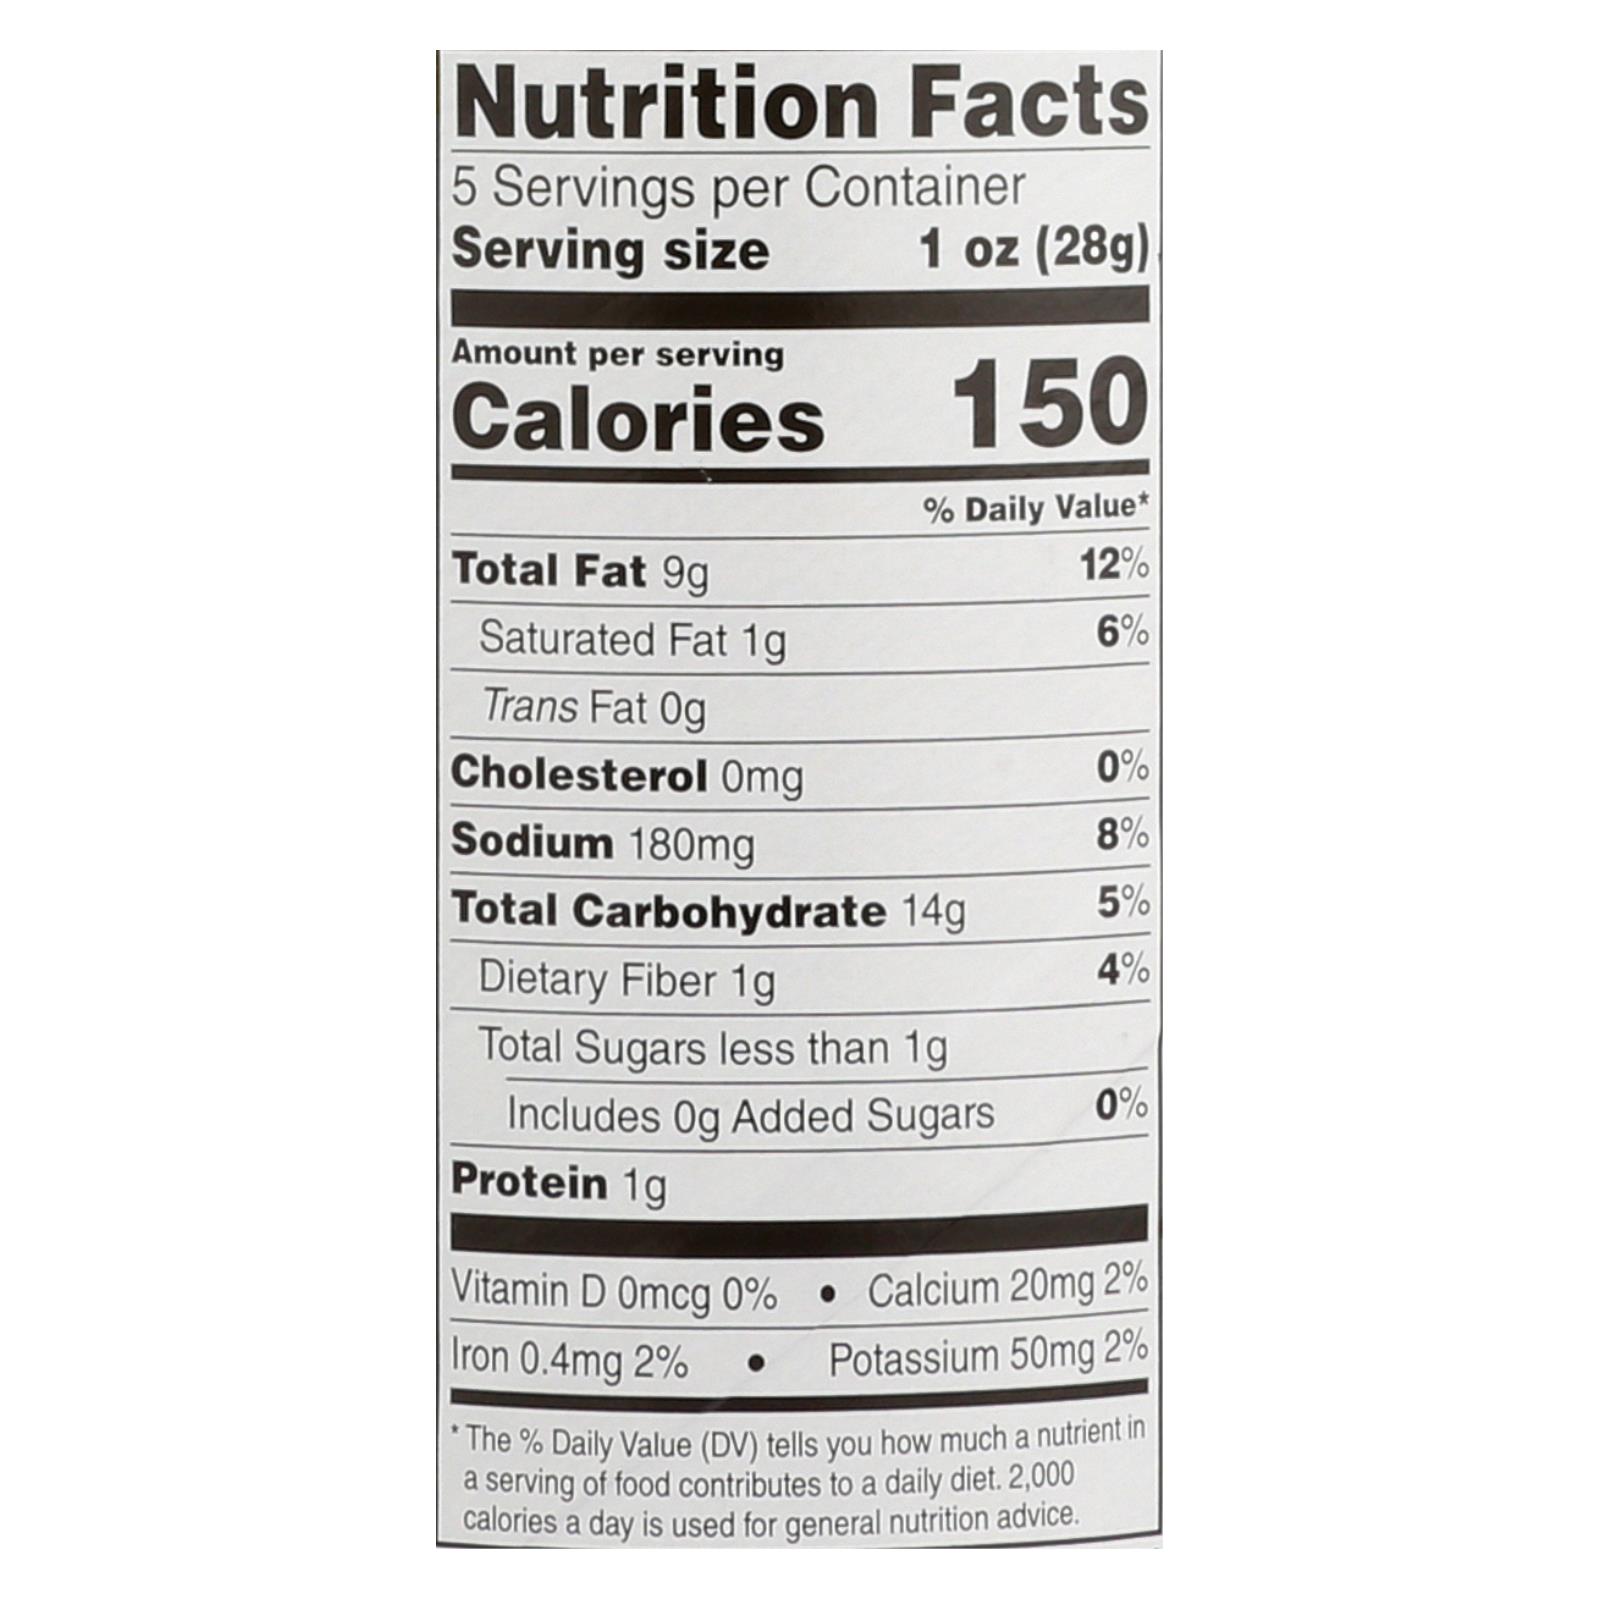 Nutrition Facts
5 Servings per Container
Serving size 1 oz (28g)
Amount per serving
Calories 150
% Daily Value*
Total Fat 9g 12%
Saturated Fat 1g 6%
Trans Fat 0g
Cholesterol 0mg 0%
Sodium 180mg 8%
Total Carbohydrate 14g 5%
Dietary Fiber 1g 4%
Total Sugars less than 1g
Includes 0g Added Sugars 0%
Protein 1g
Vitamin D 0mcg 0% • Calcium 20mg 2%
Iron 0.4mg 2% • Potassium 50mg 2%
* The % Daily Value (DV) tells you how much a nutrient in
a serving of food contributes to a daily diet. 2,000
calories a day is used for general nutrition advice.